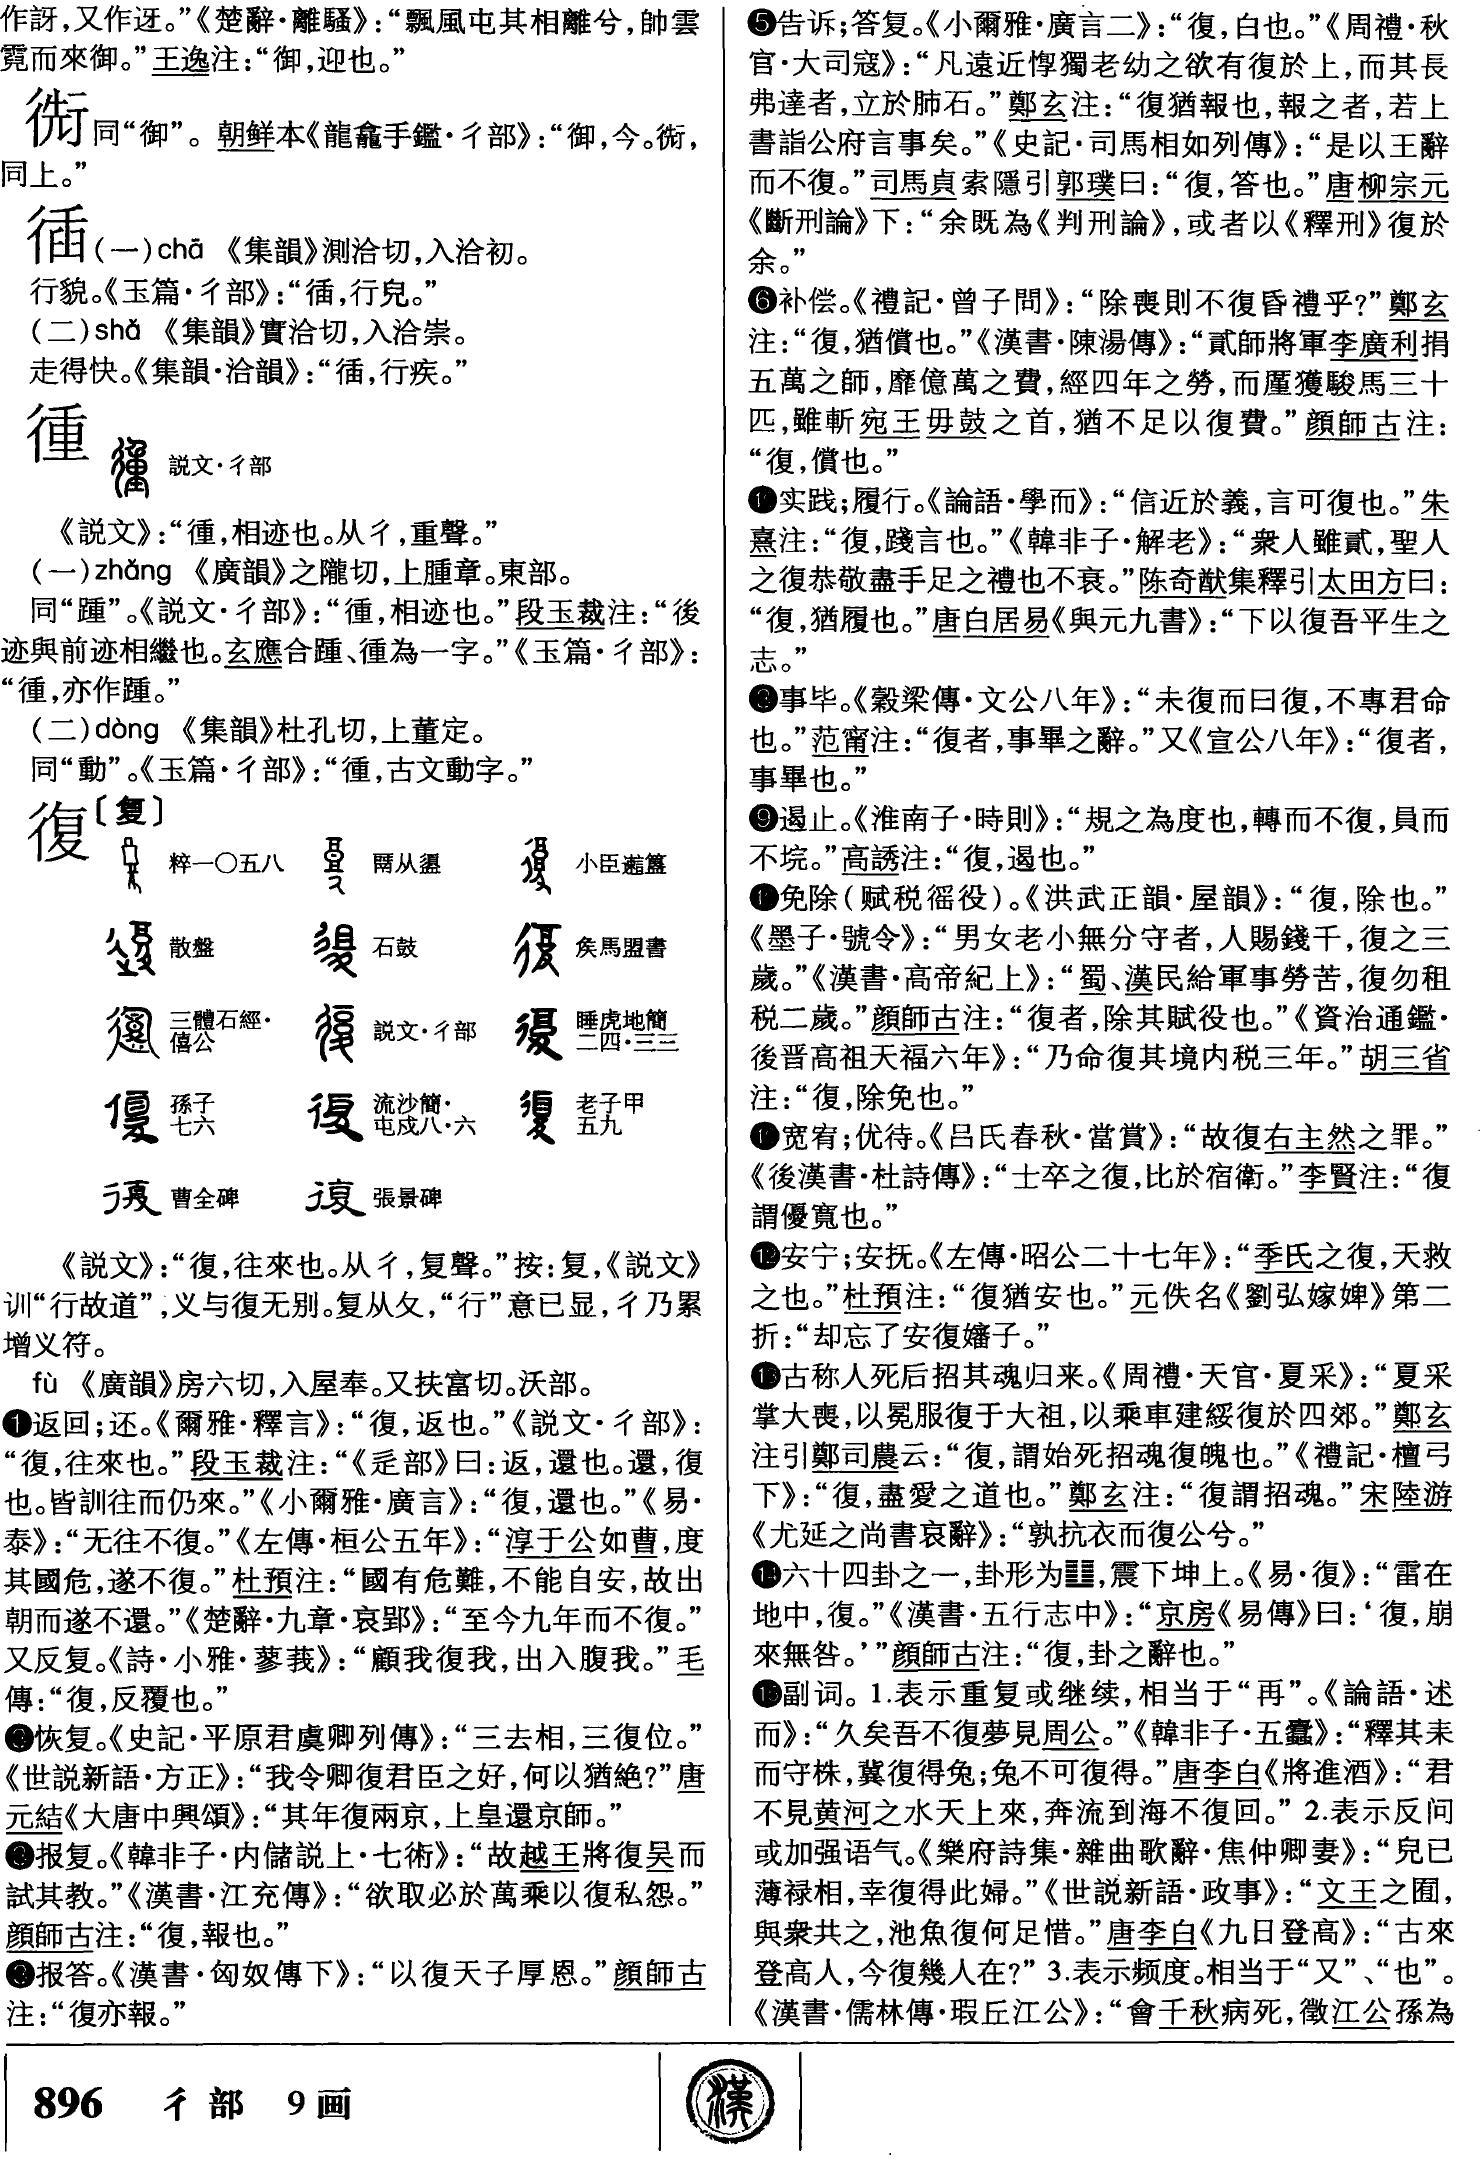 作訝，又作迓。”《楚辭·離騷》：“飄風屯其相離兮，帥雲
霓而來御。”王逸注：“御，迎也。”
同“御”。朝鲜本《龍龕手鑑·彳部》：“御，今。㣨，
同上。”
㣛(一)chā 《集韻》測洽切，入洽初。
行貌。《玉篇·彳部》：“㣛，行皃。”
(二)shà 《集韻》實洽切，入洽崇。
走得快。《集韻·洽韻》：“㣛，行疾。”
㣫
説文·彳部
《説文》：“㣫，相迹也。从彳，重聲。”
(一)zhǒng 《廣韻》之隴切，上腫章。東部。
同“踵”。《説文·彳部》：“㣫，相迹也。”段玉裁注：“後
迹與前迹相繼也。玄應合踵、㣫為一字。”《玉篇·彳部》：
“㣫，亦作踵。”
(二)dòng 《集韻》杜孔切，上董定。
同“動”。《玉篇·彳部》：“㣫，古文動字。”
復〔复〕
粹一〇五八 鬲从盨 小臣簋
散盤 石鼓 矦馬盟書
三體石經·僖公 説文·彳部 睡虎地簡二四·三三
孫子七六 流沙簡·屯戍八·六 老子甲五九
曹全碑 張景碑
《説文》：“復，往來也。从彳，复聲。”按：复，《説文》
训“行故道”，义与復无别。复从夂，“行”意已显，彳乃累
增义符。
fù 《廣韻》房六切，入屋奉。又扶富切。沃部。
❶返回；还。《爾雅·釋言》：“復，返也。”《説文·彳部》：
“復，往來也。”段玉裁注：“《辵部》曰：返，還也。還，復
也。皆訓往而仍來。”《小爾雅·廣言》：“復，還也。”《易·
泰》：“无往不復。”《左傳·桓公五年》：“淳于公如曹，度
其國危，遂不復。”杜預注：“國有危難，不能自安，故出
朝而遂不還。”《楚辭·九章·哀郢》：“至今九年而不復。”
又反复。《詩·小雅·蓼莪》：“顧我復我，出入腹我。”毛
傳：“復，反覆也。”
❷恢复。《史記·平原君虞卿列傳》：“三去相，三復位。”
《世説新語·方正》：“我令卿復君臣之好，何以猶絶？”唐
元結《大唐中興頌》：“其年復兩京，上皇還京師。”
❸报复。《韓非子·内儲説上·七術》：“故越王將復吴而
試其教。”《漢書·江充傳》：“欲取必於萬乘以復私怨。”
顔師古注：“復，報也。”
❹报答。《漢書·匈奴傳下》：“以復天子厚恩。”顔師古
注：“復亦報。”
❺告诉；答复。《小爾雅·廣言二》：“復，白也。”《周禮·秋
官·大司寇》：“凡遠近惸獨老幼之欲有復於上，而其長
弗達者，立於肺石。”鄭玄注：“復猶報也，報之者，若上
書詣公府言事矣。”《史記·司馬相如列傳》：“是以王辭
而不復。”司馬貞索隱引郭璞曰：“復，答也。”唐柳宗元
《斷刑論》下：“余既為《判刑論》，或者以《釋刑》復於
余。”
❻补偿。《禮記·曾子問》：“除喪則不復昏禮乎？”鄭玄
注：“復，猶償也。”《漢書·陳湯傳》：“貳師將軍李廣利捐
五萬之師，靡億萬之費，經四年之勞，而厪獲駿馬三十
匹，雖斬宛王毋鼓之首，猶不足以復費。”顔師古注：
“復，償也。”
❼实践；履行。《論語·學而》：“信近於義，言可復也。”朱
熹注：“復，踐言也。”《韓非子·解老》：“衆人雖貳，聖人
之復恭敬盡手足之禮也不衰。”陈奇猷集釋引太田方曰：
“復，猶履也。”唐白居易《與元九書》：“下以復吾平生之
志。”
❽事毕。《穀梁傳·文公八年》：“未復而曰復，不專君命
也。”范甯注：“復者，事畢之辭。”又《宣公八年》：“復者，
事畢也。”
❾遏止。《淮南子·時則》：“規之為度也，轉而不復，員而
不垸。”高誘注：“復，遏也。”
❿免除(赋税徭役)。《洪武正韻·屋韻》：“復，除也。”
《墨子·號令》：“男女老小無分守者，人賜錢千，復之三
歲。”《漢書·高帝紀上》：“蜀、漢民給軍事勞苦，復勿租
税二歲。”顔師古注：“復者，除其賦役也。”《資治通鑑·
後晋高祖天福六年》：“乃命復其境内税三年。”胡三省
注：“復，除免也。”
⓫宽宥；优待。《吕氏春秋·當賞》：“故復右主然之罪。”
《後漢書·杜詩傳》：“士卒之復，比於宿衛。”李賢注：“復
謂優寬也。”
⓬安宁；安抚。《左傳·昭公二十七年》：“季氏之復，天救
之也。”杜預注：“復猶安也。”元佚名《劉弘嫁婢》第二
折：“却忘了安復嬸子。”
⓭古称人死后招其魂归来。《周禮·天官·夏采》：“夏采
掌大喪，以冕服復于大祖，以乘車建綏復於四郊。”鄭玄
注引鄭司農云：“復，謂始死招魂復魄也。”《禮記·檀弓
下》：“復，盡愛之道也。”鄭玄注：“復謂招魂。”宋陸游
《尤延之尚書哀辭》：“孰抗衣而復公兮。”
⓮六十四卦之一，卦形为䷗，震下坤上。《易·復》：“雷在
地中，復。”《漢書·五行志中》：“京房《易傳》曰：‘復，崩
來無咎。’”顔師古注：“復，卦之辭也。”
⓯副词。1.表示重复或继续，相当于“再”。《論語·述
而》：“久矣吾不復夢見周公。”《韓非子·五蠹》：“釋其耒
而守株，冀復得兔；兔不可復得。”唐李白《將進酒》：“君
不見黄河之水天上來，奔流到海不復回。”2.表示反问
或加强语气。《樂府詩集·雜曲歌辭·焦仲卿妻》：“兒已
薄禄相，幸復得此婦。”《世説新語·政事》：“文王之囿，
與衆共之，池魚復何足惜。”唐李白《九日登高》：“古來
登高人，今復幾人在？”3.表示频度。相当于“又”、“也”。
《漢書·儒林傳·瑕丘江公》：“會千秋病死，徵江公孫為
896 彳部 9画
漢